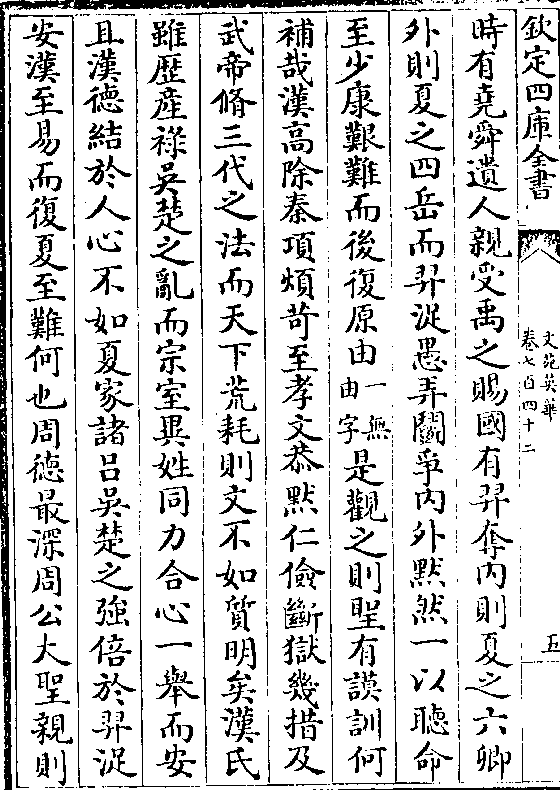 欽定四庫全書
文苑英華
卷七百四十二
五
時有堯舜遺人親受禹之賜國有羿奪内則夏之六卿
外則夏之四岳而羿浞愚弄鬭爭内外黙然一以聽命
至少康艱難而後復原由一無由字是觀之則聖有謨訓何
補哉漢高除秦項煩苛至孝文恭黙仁儉斷獄幾措及
武帝脩三代之法而天下荒耗則文不如質明矣漢氏
雖歴産禄吳楚之亂而宗室異姓同力合心一舉而安
且漢德結於人心不如夏家諸吕吳楚之強倍於羿浞
安漢至易而復夏至難何也周德最深周公大聖親則